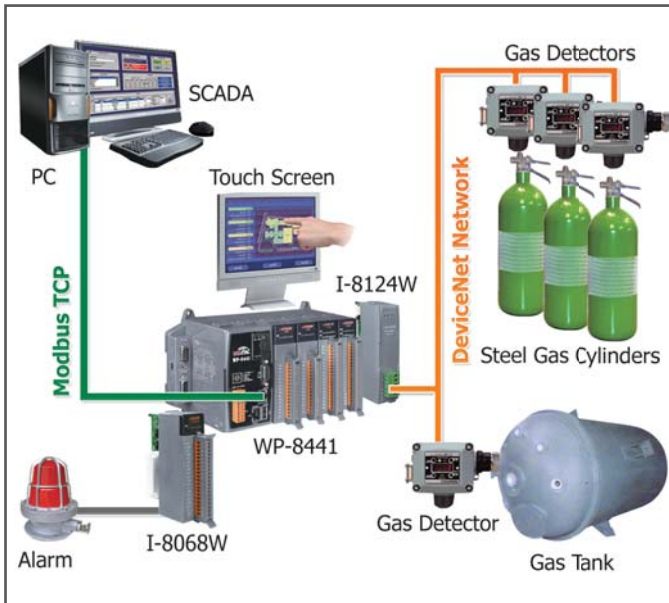 Gas Detectors
SCADA
PC
Touch Screen
I-8124W
DeviceNet Network
Modbus TCP
Steel Gas Cylinders
WP-8441
Gas Detector
I-8068W
Alarm
Gas Tank